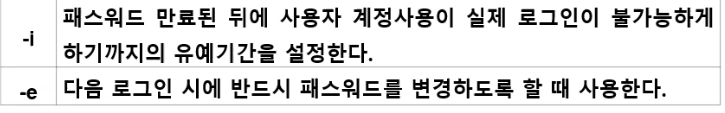 -i
패스워드 만료된 뒤에 사용자 계정사용이 실제 로그인이 불가능하게
하기까지의 유예기간을 설정한다.
-e 다음 로그인 시에 반드시 패스워드를 변경하도록 할 때 사용한다.